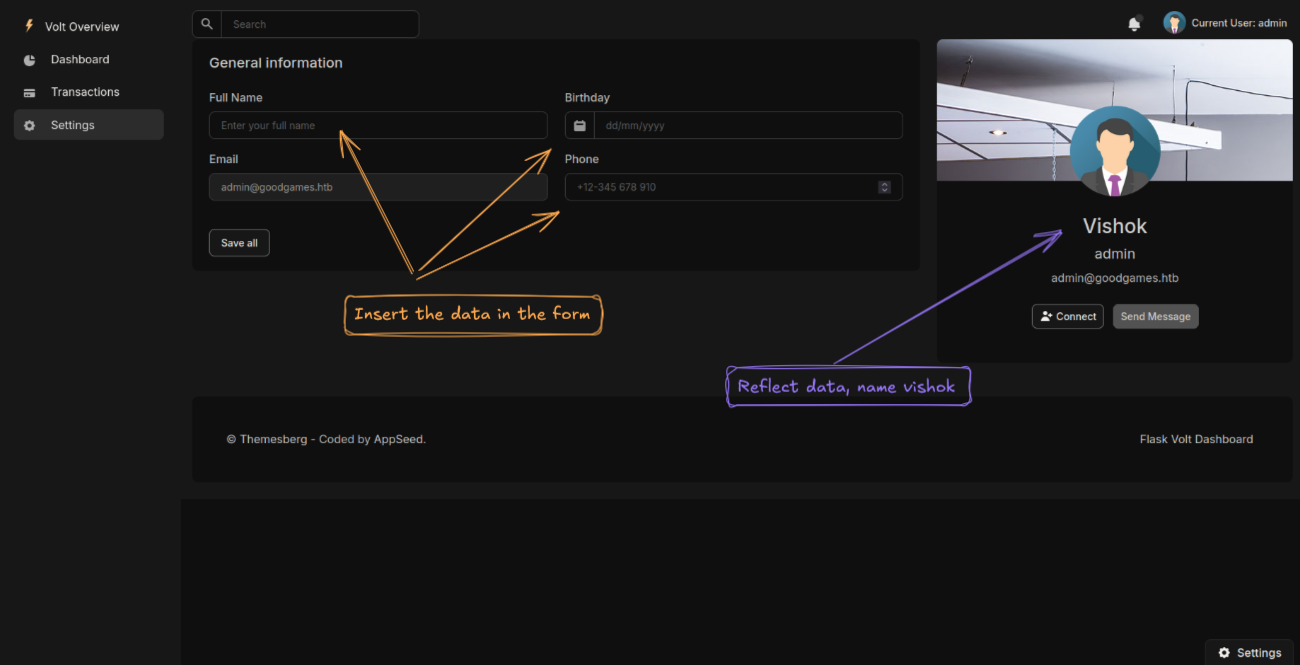 Volt Overview
Dashboard
Transactions
Settings
Search
Current User: admin
General information
Full Name
Birthday
Enter your full name
dd/mm/yyyy
Email
Phone
admin@goodgames.htb
+12-345 678 910
Save all
Insert the data in the form
Vishok
admin
admin@goodgames.htb
Connect
Send Message
Reflect data, name vishok
© Themesberg - Coded by AppSeed.
Flask Volt Dashboard
Settings